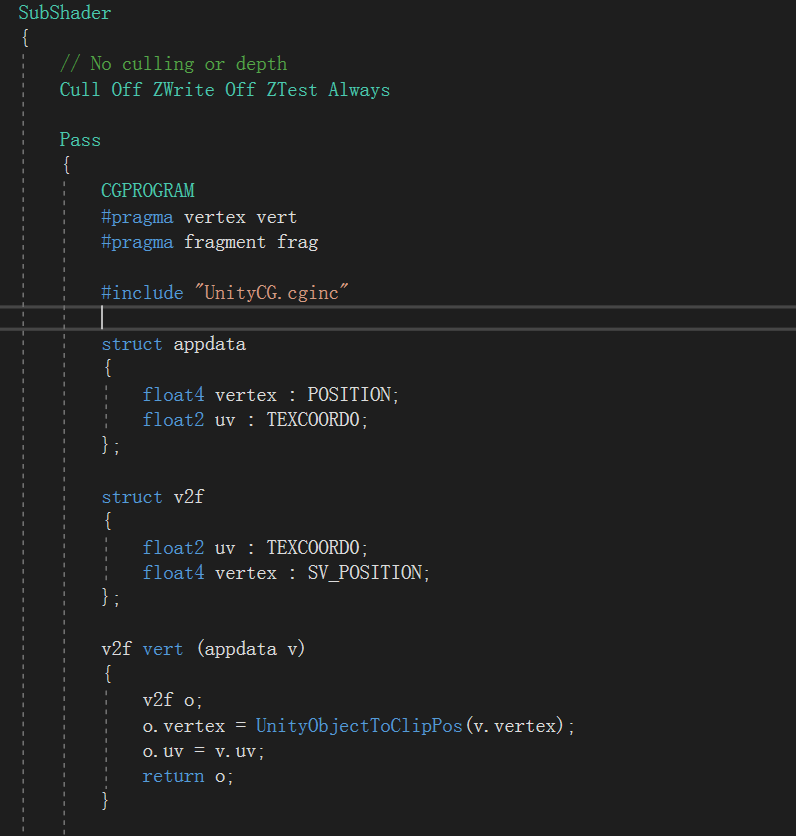 SubShader
{
// No culling or depth
Cull Off ZWrite Off ZTest Always
Pass
{
CGPROGRAM
#pragma vertex vert
#pragma fragment frag
#include "UnityCG.cginc"
struct appdata
{
float4 vertex : POSITION;
float2 uv : TEXCOORD0;
};
struct v2f
{
float2 uv : TEXCOORD0;
float4 vertex : SV_POSITION;
};
v2f vert (appdata v)
{
v2f o;
o.vertex = UnityObjectToClipPos(v.vertex);
o.uv = v.uv;
return o;
}